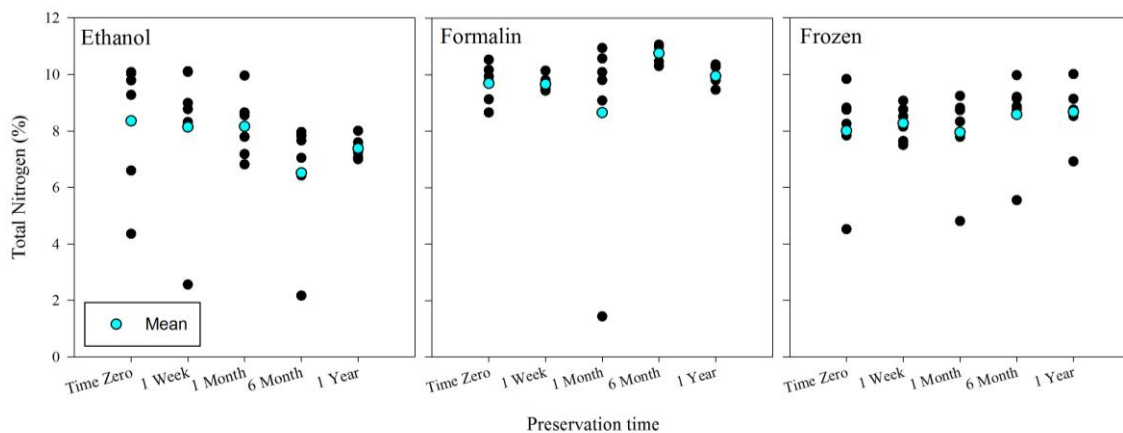 Ethanol
Formalin
Frozen
Total Nitrogen (%)
12
10
8
6
4
2
0
Mean
Time Zero
1 Week
1 Month
6 Month
1 Year
Time Zero
1 Week
1 Month
6 Month
1 Year
Time Zero
1 Week
1 Month
6 Month
1 Year
Preservation time